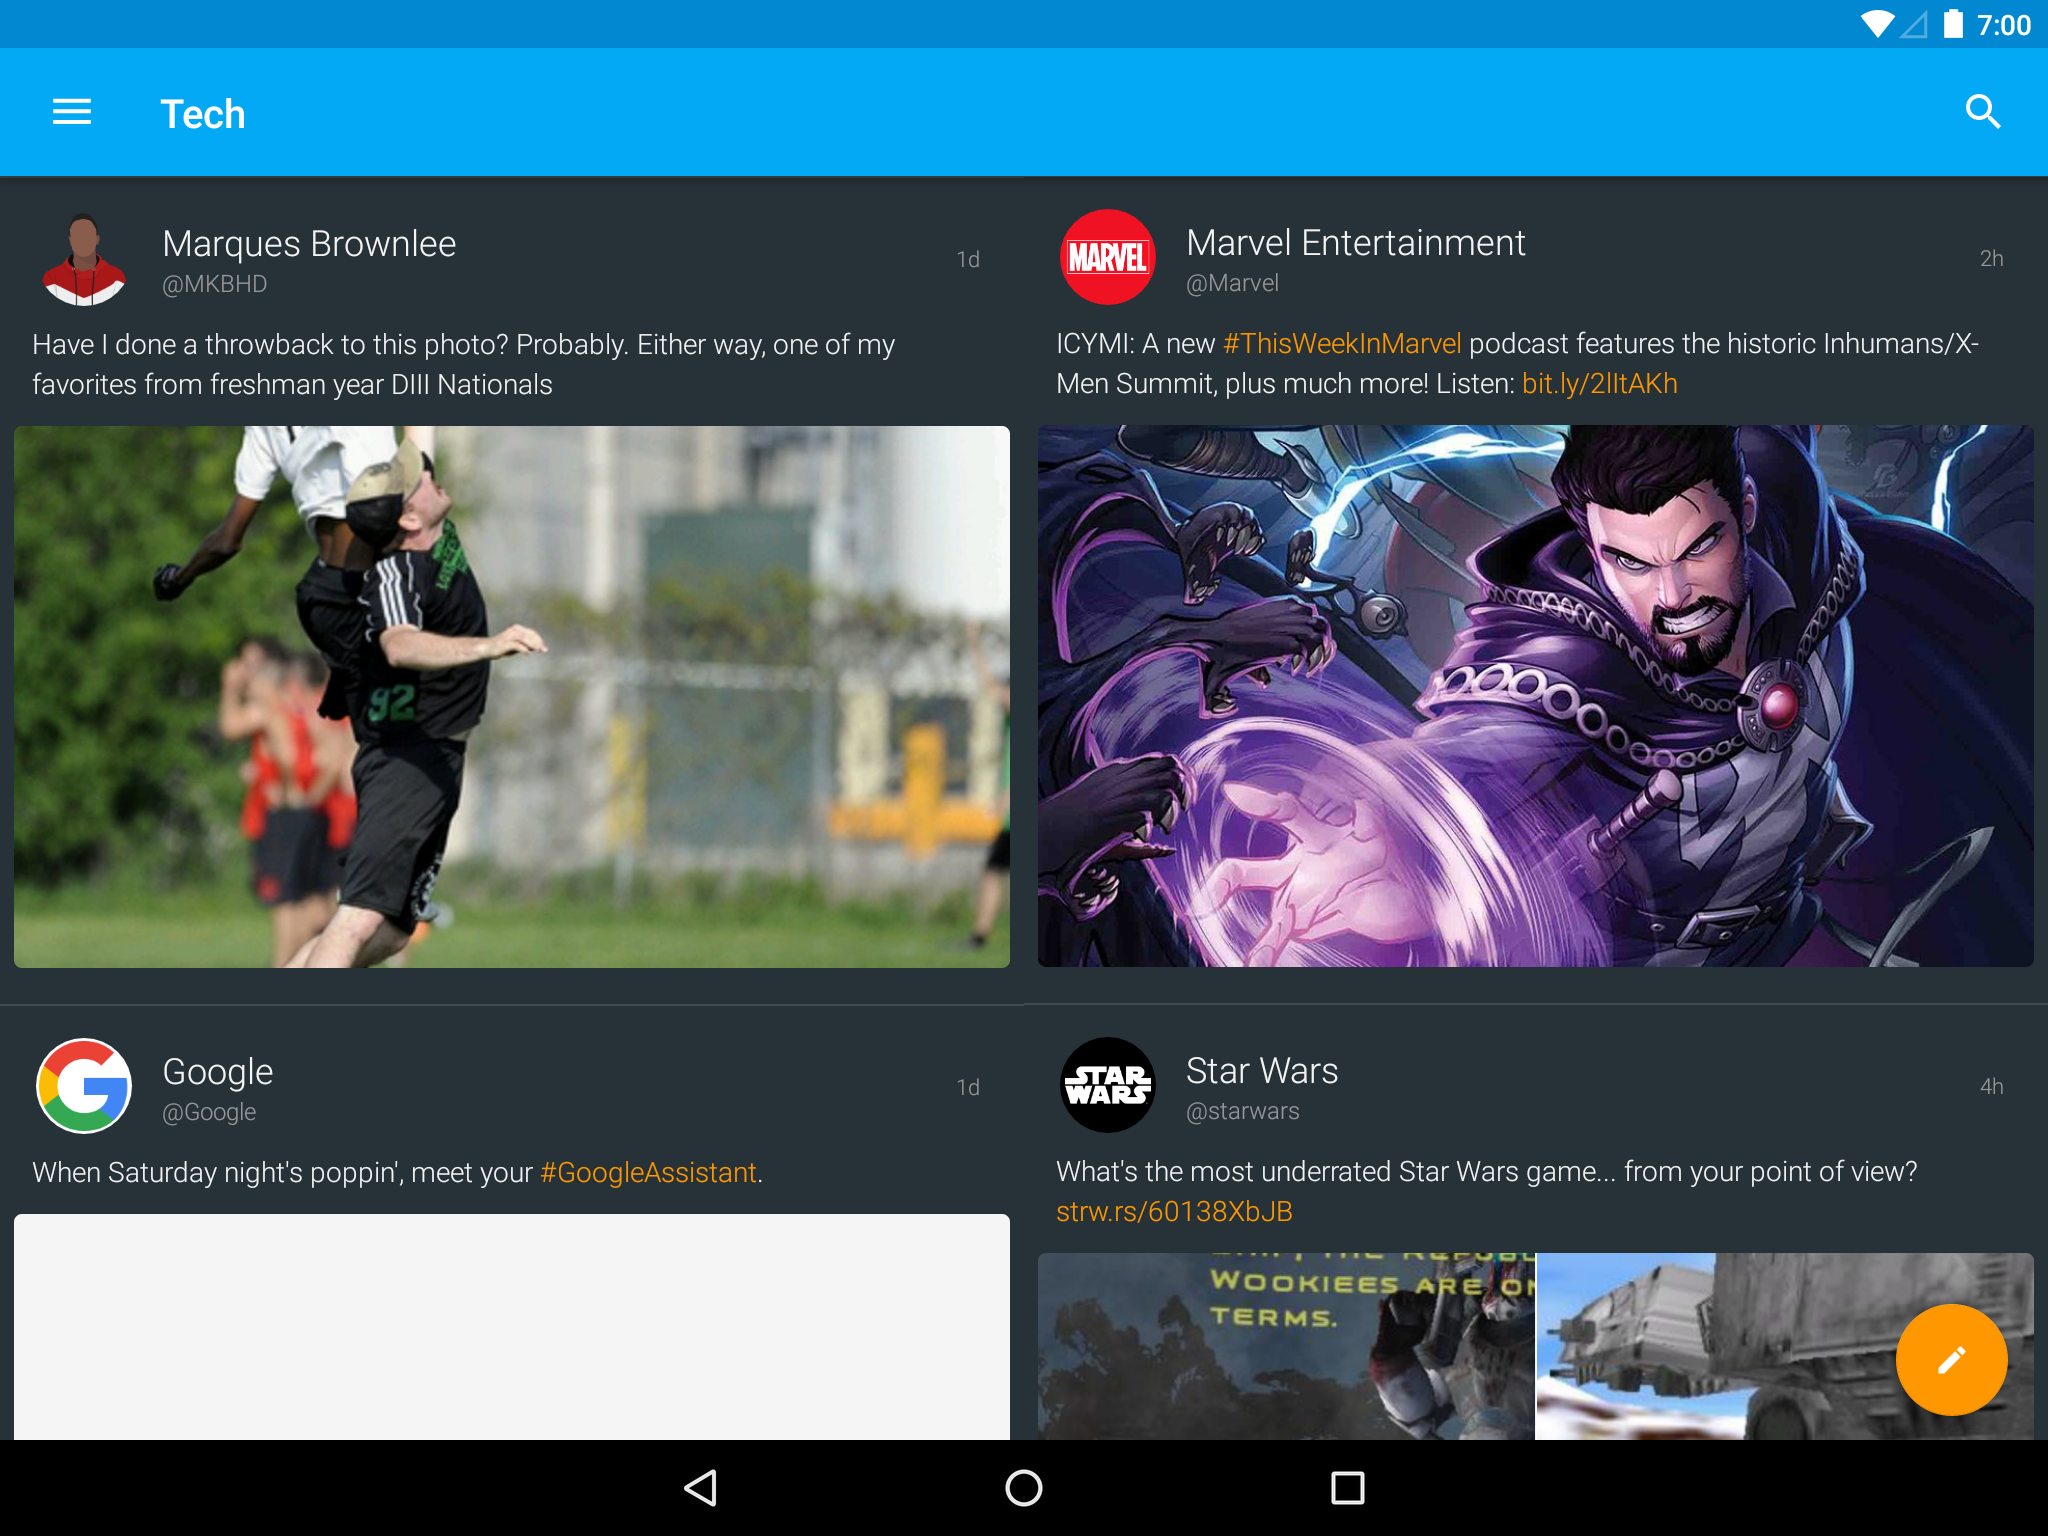 7:00
Tech
Marques Brownlee
@MKBHD
1d
Have I done a throwback to this photo? Probably. Either way, one of my
favorites from freshman year DIII Nationals
92
Google
@Google
1d
When Saturday night's poppin', meet your #GoogleAssistant.
MARVEL
Marvel Entertainment
@Marvel
2h
ICYMI: A new #ThisWeekInMarvel podcast features the historic Inhumans/X-
Men Summit, plus much more! Listen: bit.ly/2lItAKh
STAR
WARS
Star Wars
@starwars
4h
What's the most underrated Star Wars game... from your point of view?
strw.rs/60138XbJB
WOOKIEES ARE ON
TERMS.